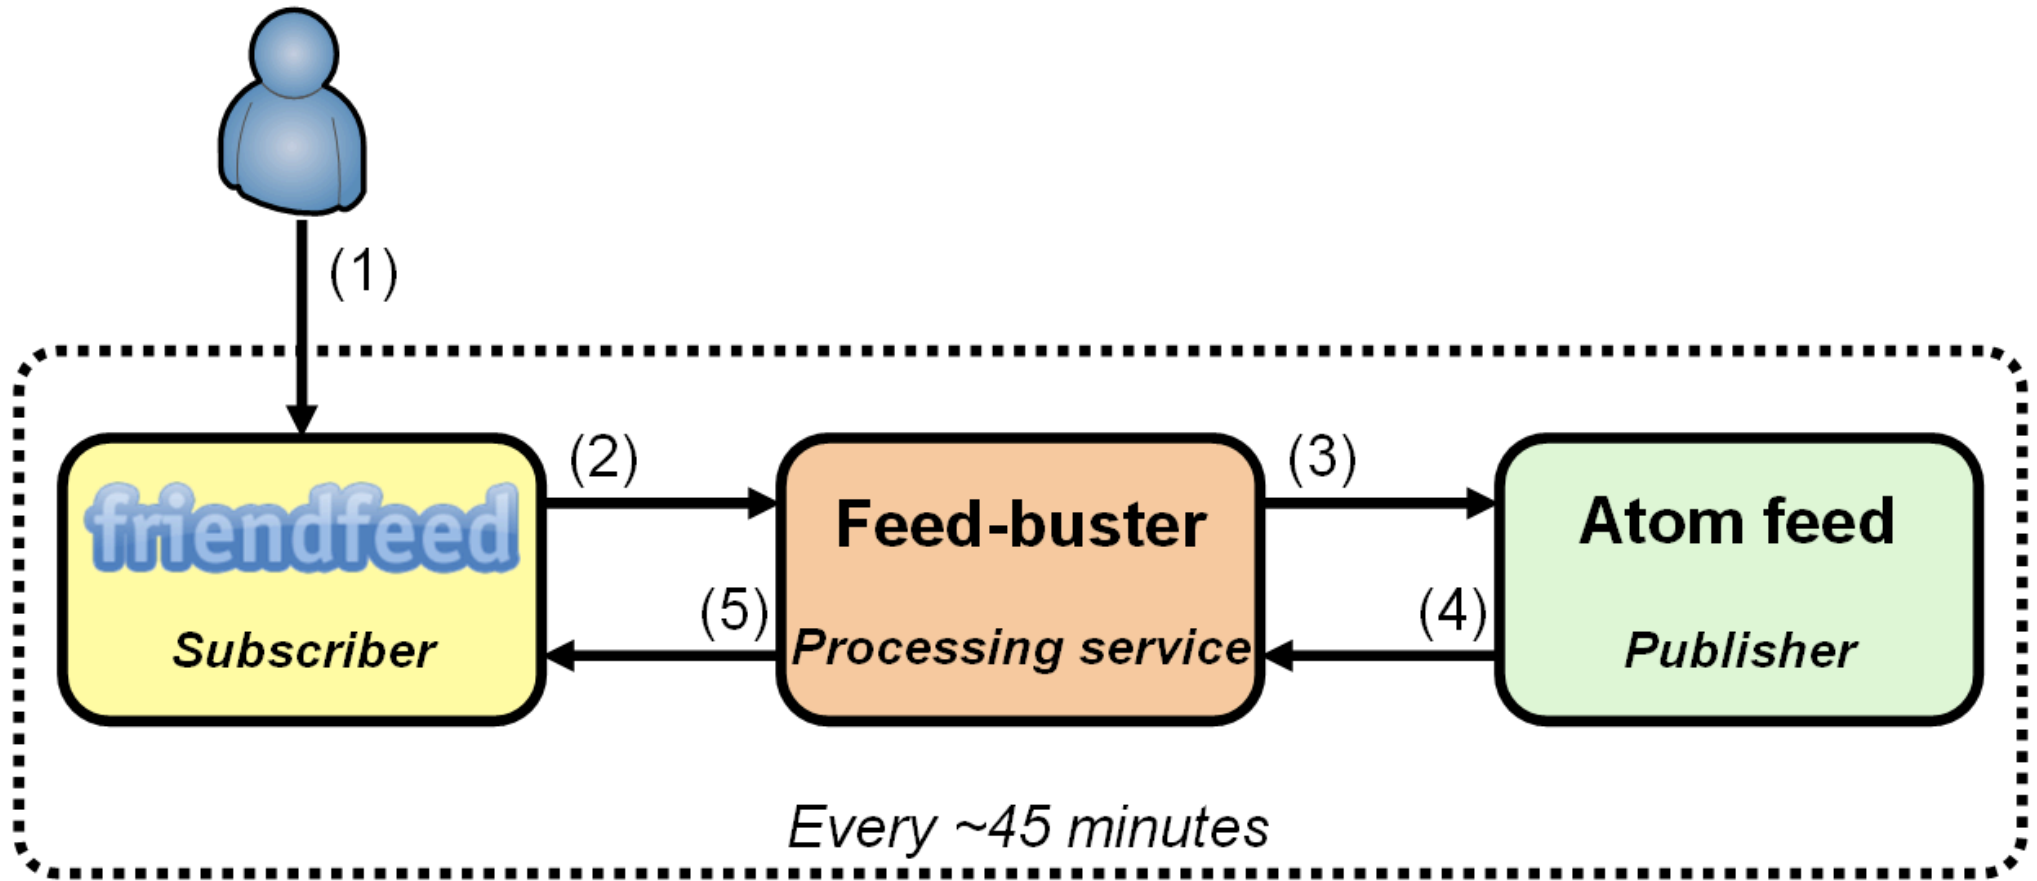 (1)
(2)
(3)
friendfeed
Feed-buster
Atom feed
(5)
(4)
Subscriber
Processing service
Publisher
Every ~45 minutes